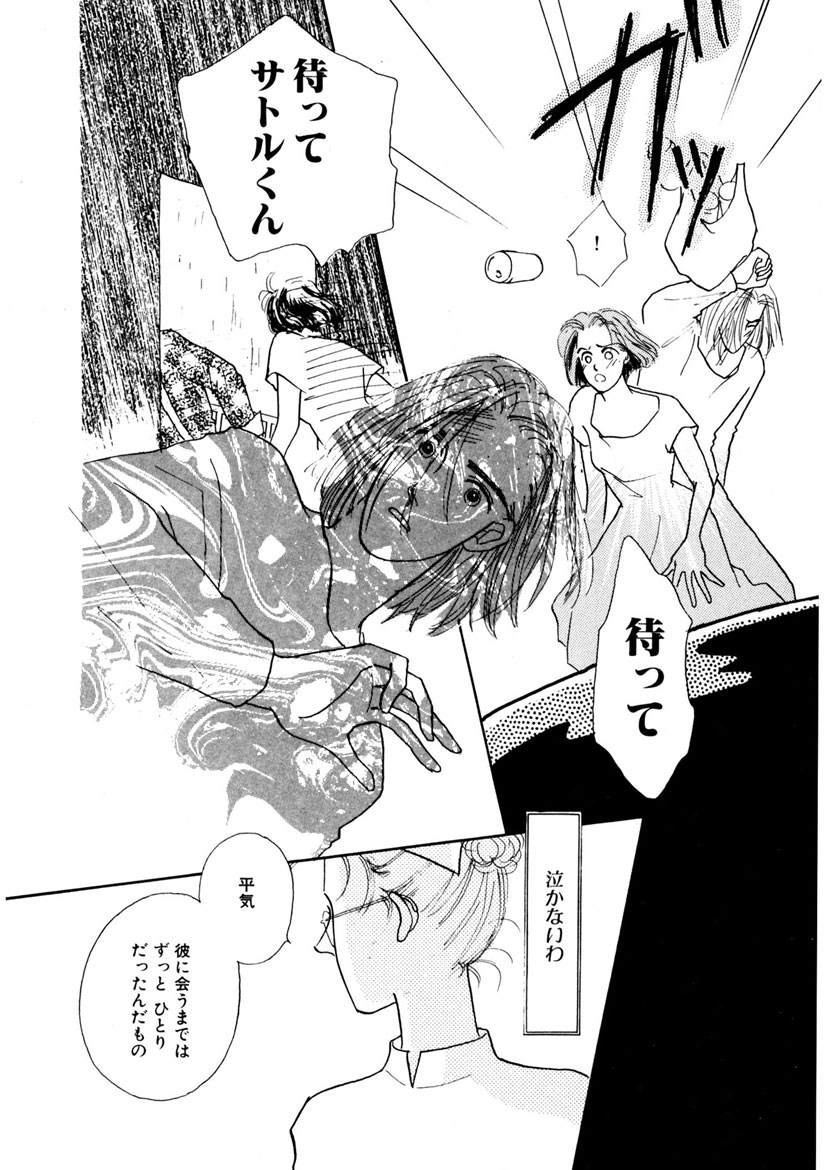 ガ
ガッ
！
待って
サトルくん
待って
泣かないわ
平気
彼に会うまでは
ずっと ひとり
だったんだもの